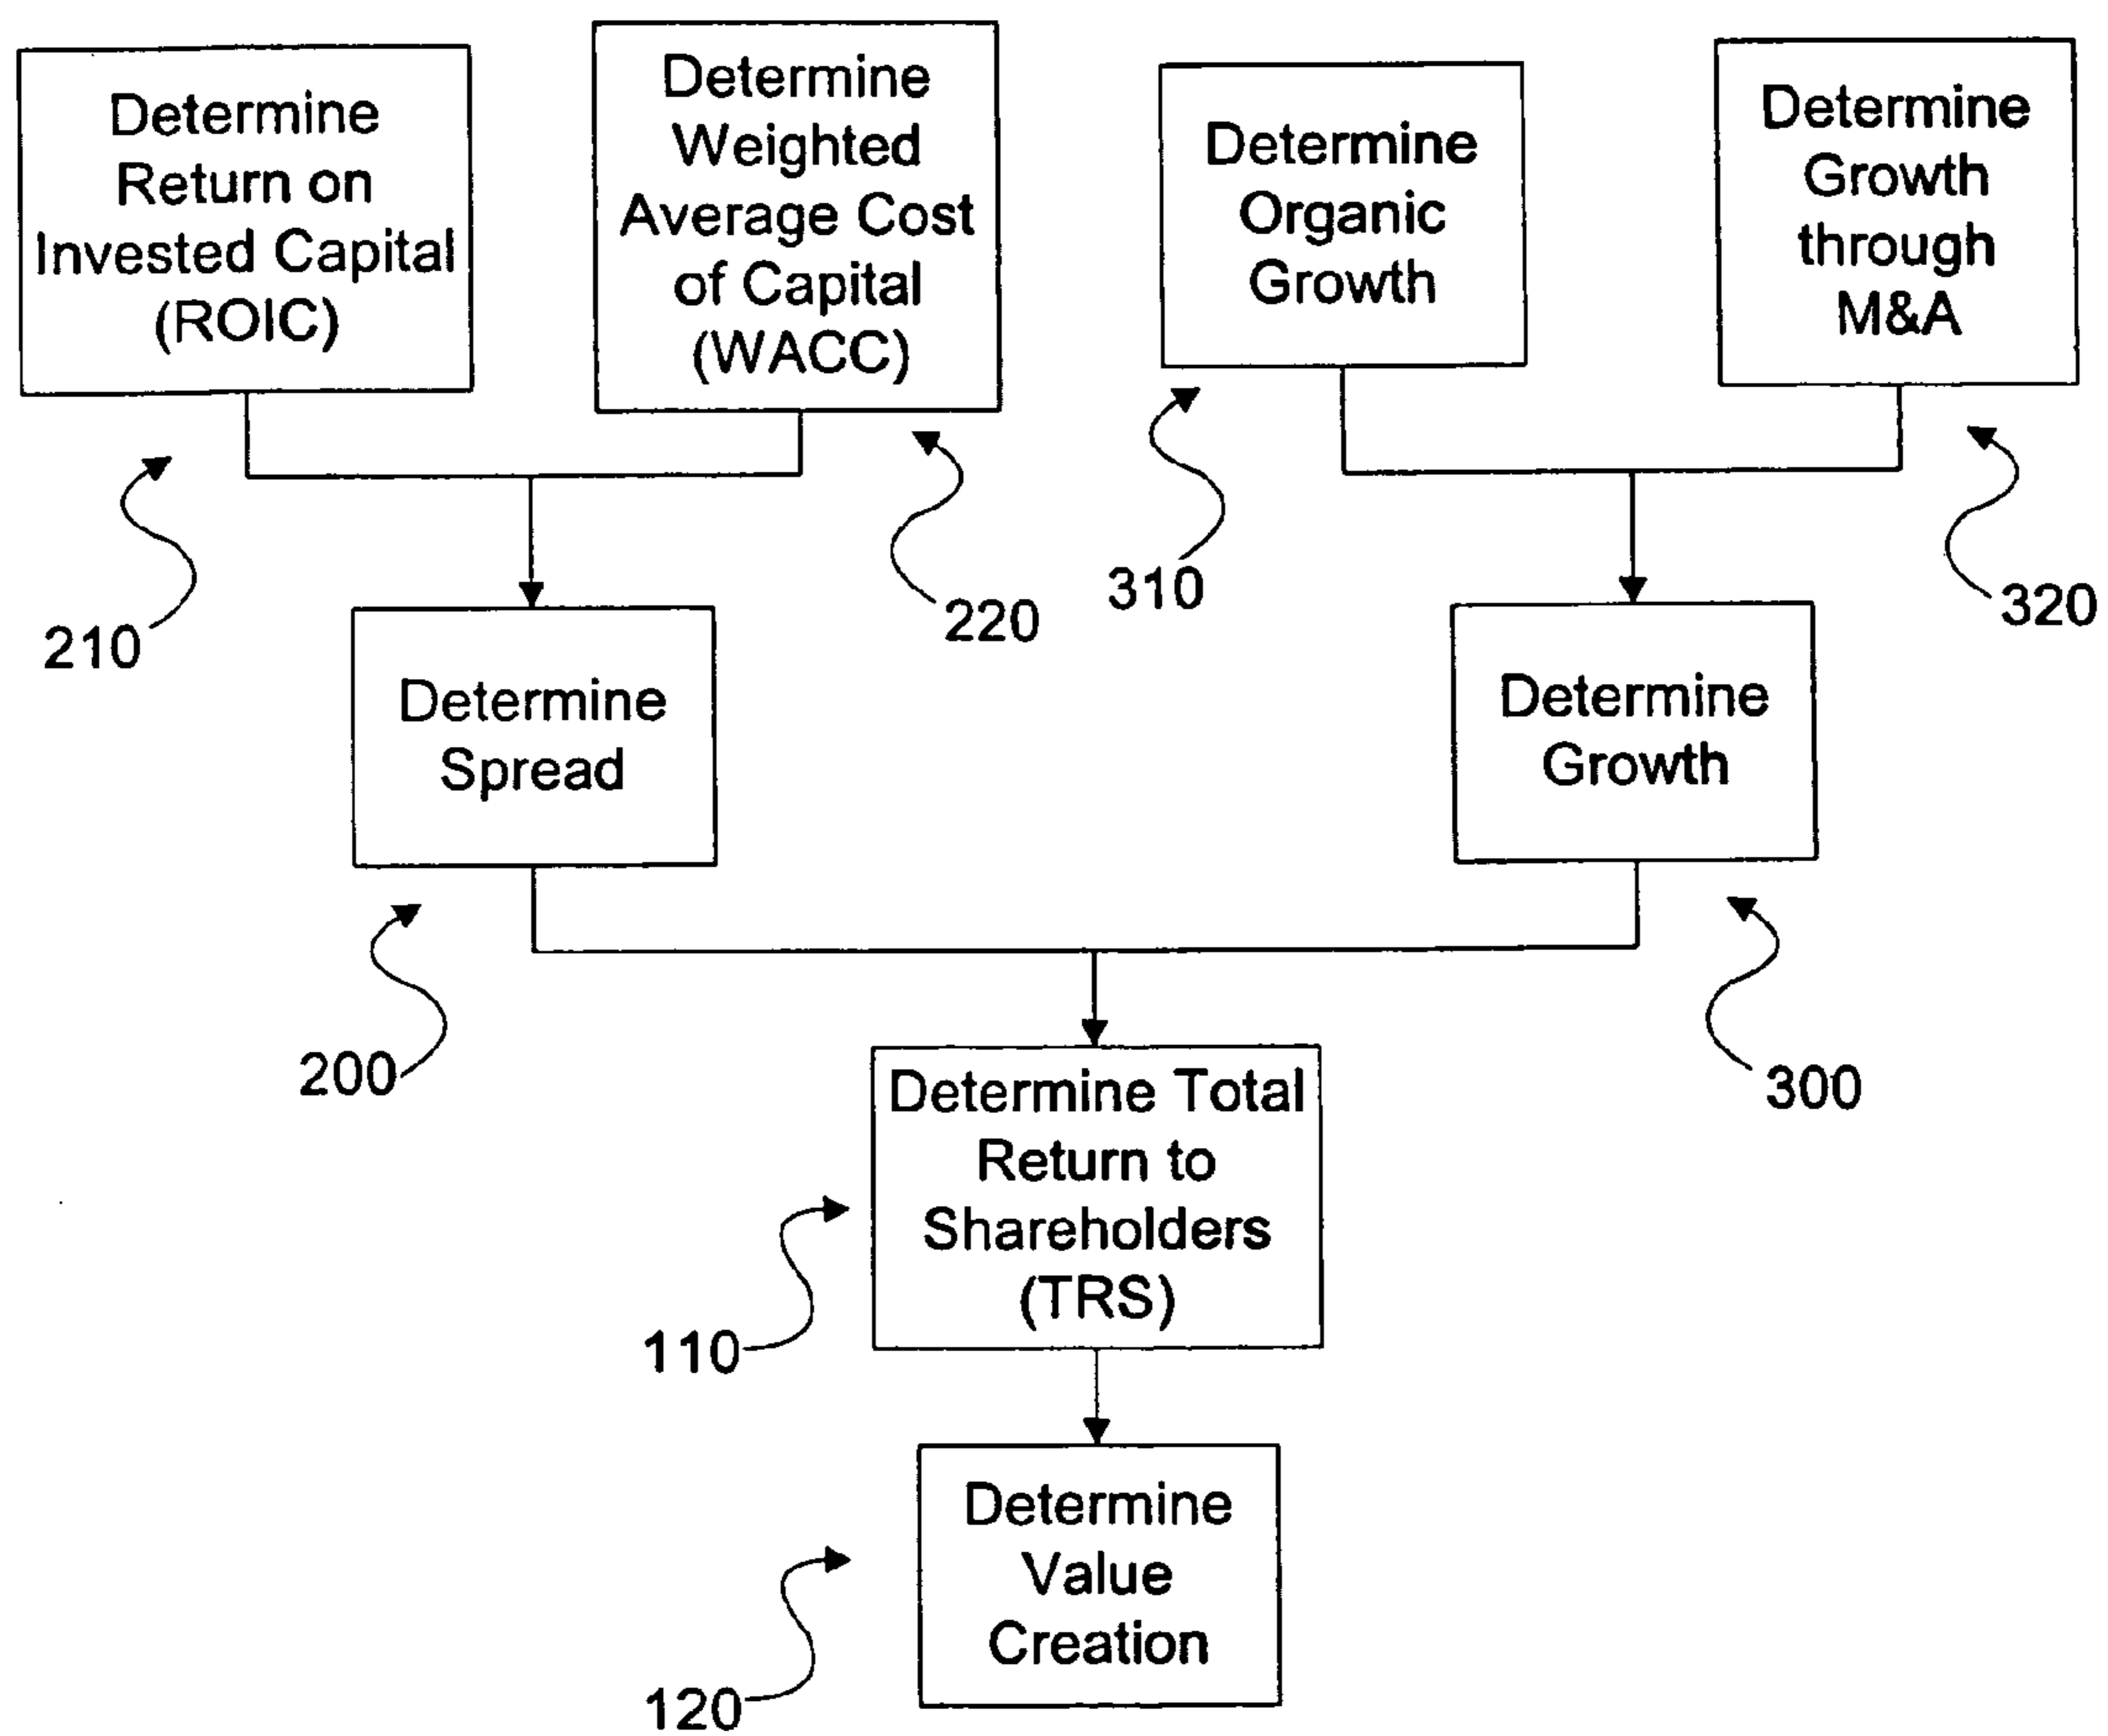 Determine
Return on
Invested Capital
(ROIC)
Determine
Weighted
Average Cost
of Capital
(WACC)
Determine
Organic
Growth
Determine
Growth
through
M&A
210
220
310
320
Determine
Spread
Determine
Growth
200
300
Determine Total
Return to
Shareholders
(TRS)
110
Determine
Value
Creation
120